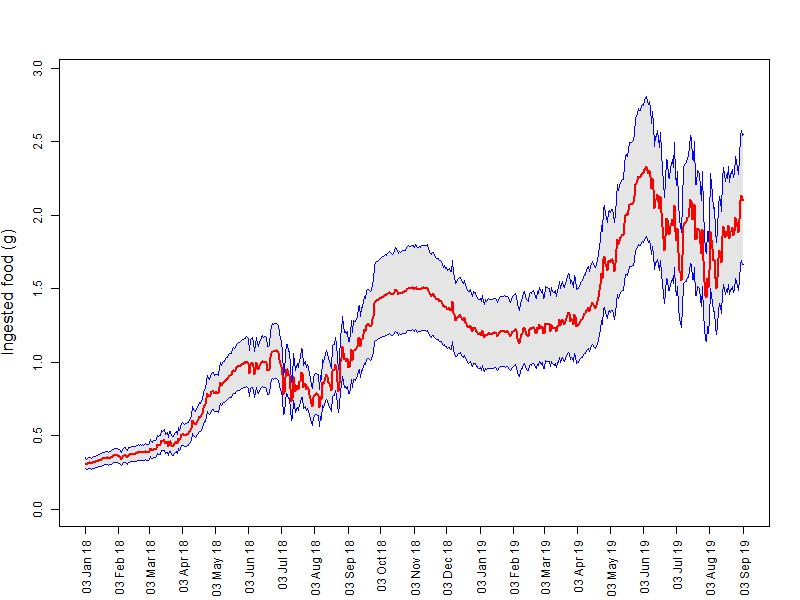 Ingested food (g)
3.0
2.5
2.0
1.5
1.0
0.5
0.0
03 Jan 18
03 Feb 18
03 Mar 18
03 Apr 18
03 May 18
03 Jun 18
03 Jul 18
03 Aug 18
03 Sep 18
03 Oct 18
03 Nov 18
03 Dec 18
03 Jan 19
03 Feb 19
03 Mar 19
03 Apr 19
03 May 19
03 Jun 19
03 Jul 19
03 Aug 19
03 Sep 19